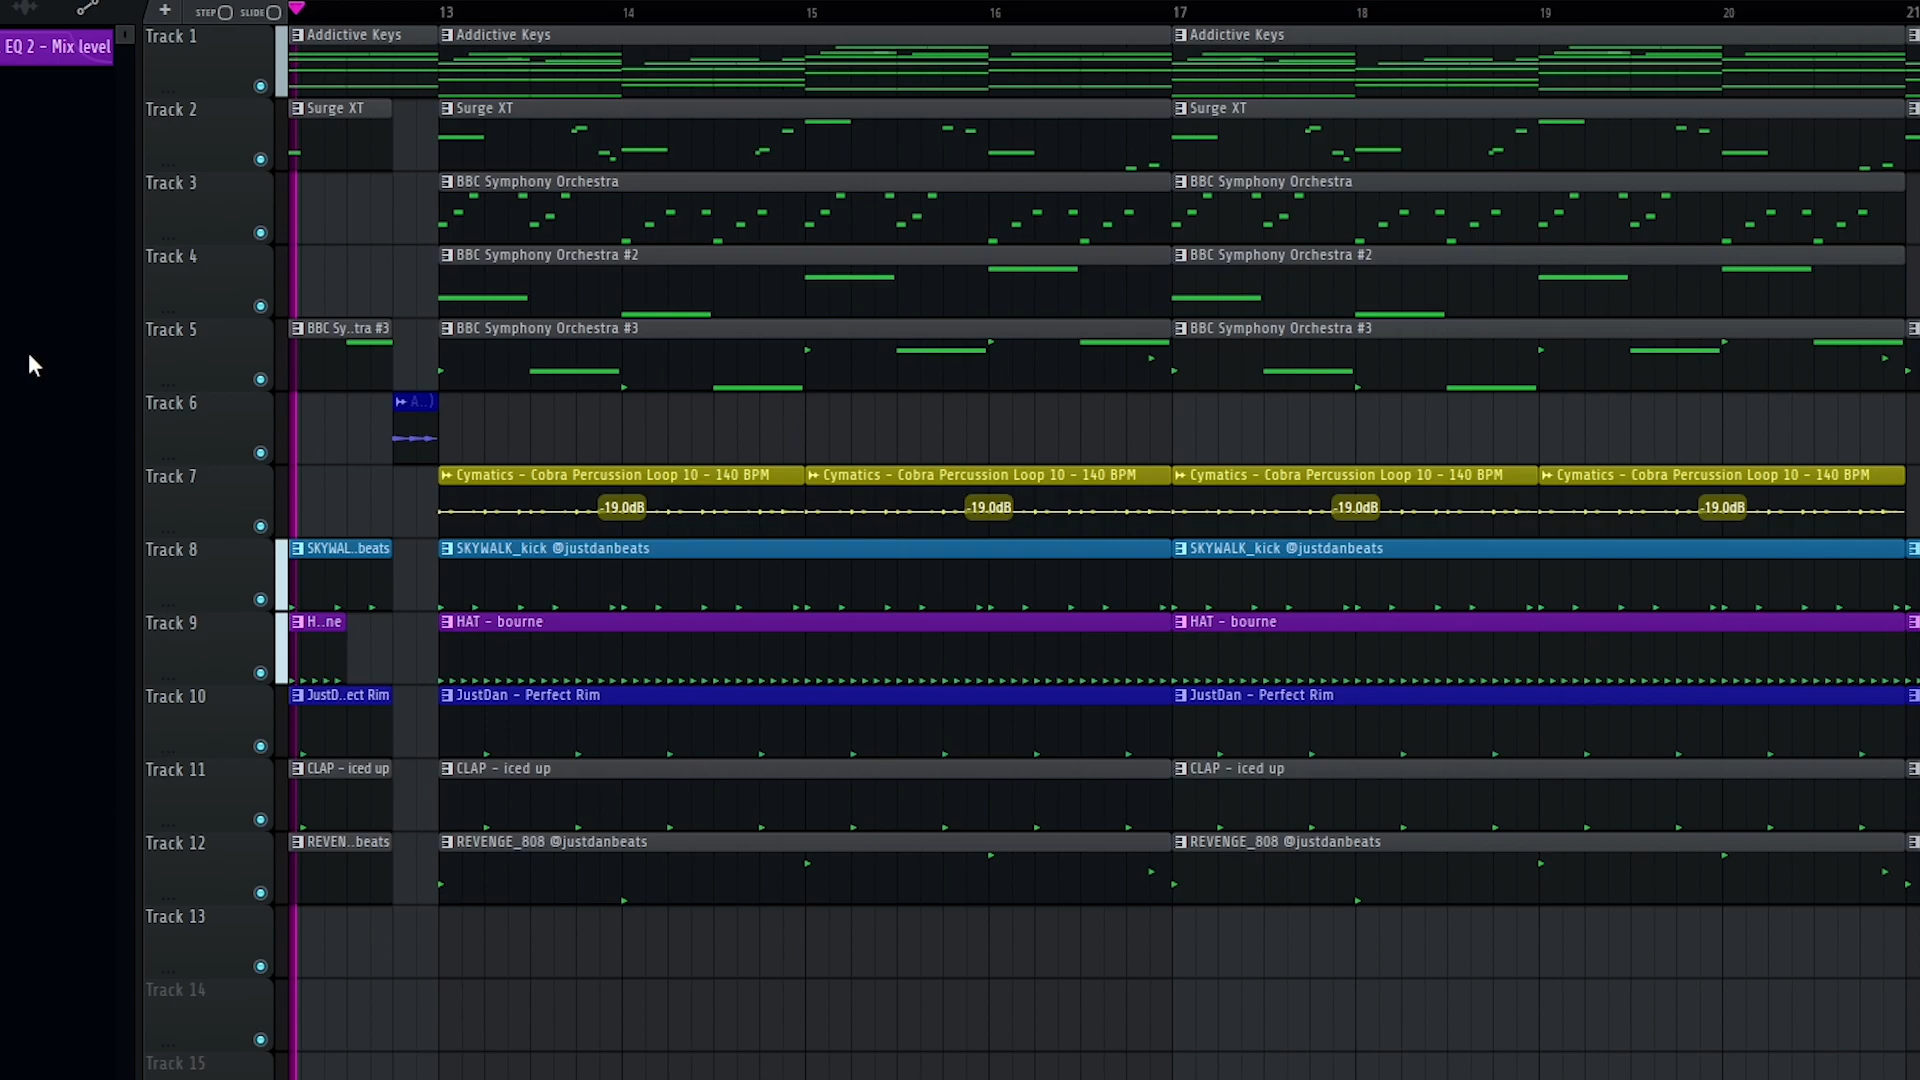 STEP SLIDE 13 14 15 16 17 18 19 20 21
EQ 2 - Mix level
Track 1 Addictive Keys Addictive Keys Addictive Keys
Track 2 Surge XT Surge XT Surge XT
Track 3 BBC Symphony Orchestra BBC Symphony Orchestra
Track 4 BBC Symphony Orchestra #2 BBC Symphony Orchestra #2
Track 5 BBC Sy..tra #3 BBC Symphony Orchestra #3 BBC Symphony Orchestra #3
Track 6 A..)
Track 7 Cymatics - Cobra Percussion Loop 10 - 140 BPM Cymatics - Cobra Percussion Loop 10 - 140 BPM Cymatics - Cobra Percussion Loop 10 - 140 BPM Cymatics - Cobra Percussion Loop 10 - 140 BPM
-19.0dB -19.0dB -19.0dB -19.0dB
Track 8 SKYWAL..beats SKYWALK_kick @justdanbeats SKYWALK_kick @justdanbeats
Track 9 H..ne HAT - bourne HAT - bourne
Track 10 JustD..ect Rim JustDan - Perfect Rim JustDan - Perfect Rim
Track 11 CLAP - iced up CLAP - iced up CLAP - iced up
Track 12 REVEN..beats REVENGE_808 @justdanbeats REVENGE_808 @justdanbeats
Track 13
Track 14
Track 15